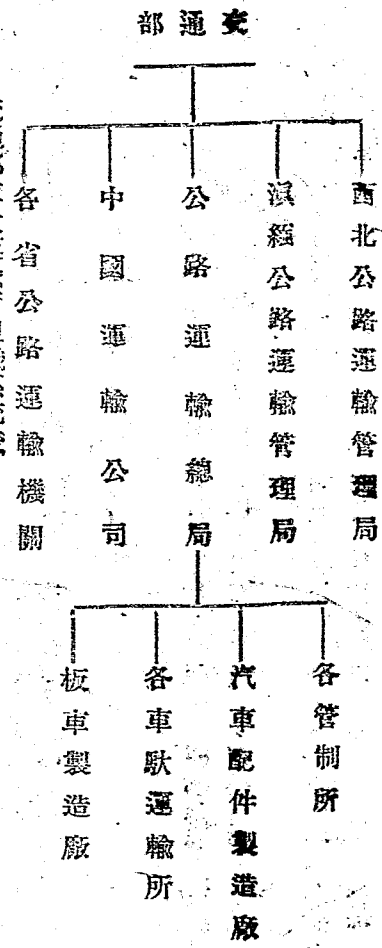 交通部
西北公路運輸管理局
滇緬公路運輸管理局
公路運輸總局
中國運輸公司
各省公路運輸機關
各管制所
汽車配件製造廠
各車馱運輸所
板車製造廠